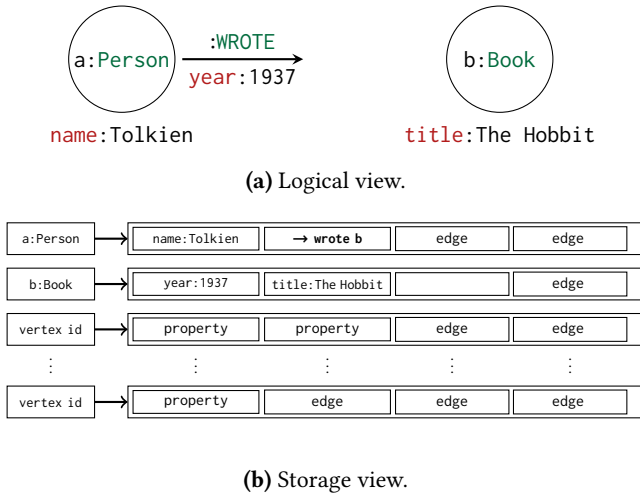 :WROTE
a:Person b:Book
year:1937
name:Tolkien title:The Hobbit
(a) Logical view.
a:Person name:Tolkien → wrote b edge edge
b:Book year:1937 title:The Hobbit edge
vertex id property property edge edge
⋮ ⋮ ⋮ ⋮ ⋮
vertex id property edge edge edge
(b) Storage view.